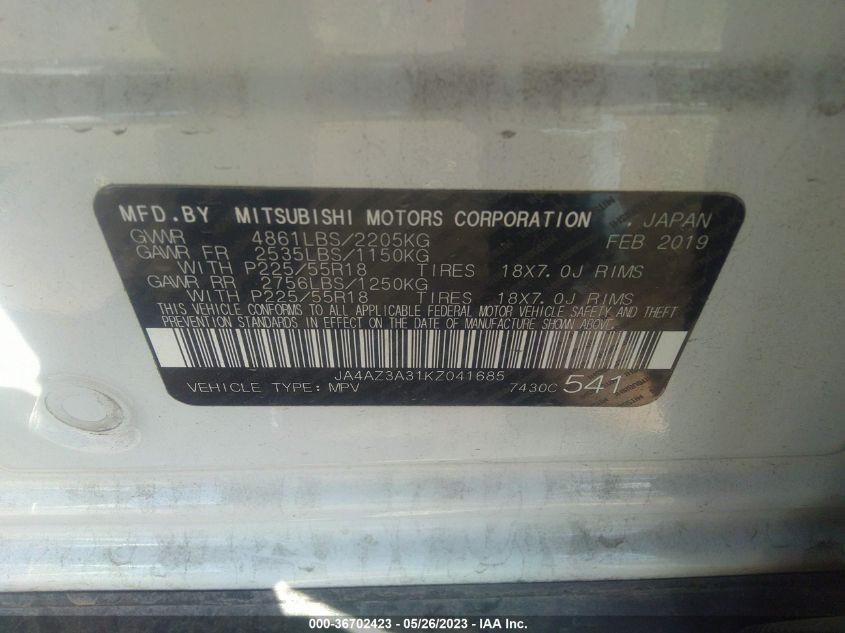 MFD.BY MITSUBISHI MOTORS CORPORATION . JAPAN
GVWR 4861LBS/2205KG FEB 2019
GAWR FR 2535LBS/1150KG
WITH P225/55R18 TIRES 18X7.0J RIMS
GAWR RR 2756LBS/1250KG
WITH P225/55R18 TIRES 18X7.0J RIMS
THIS VEHICLE CONFORMS TO ALL APPLICABLE FEDERAL MOTOR VEHICLE SAFETY AND THEFT
PREVENTION STANDARDS IN EFFECT ON THE DATE OF MANUFACTURE SHOWN ABOVE.
JA4AZ3A31KZ041685
VEHICLE TYPE: MPV 7430C 541
000-36702423 - 05/26/2023 - IAA Inc.